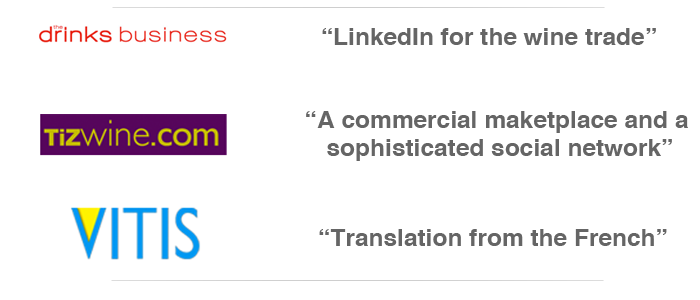 the
drinks business
“LinkedIn for the wine trade”
TiZwine.com
“A commercial maketplace and a
sophisticated social network”
VITIS
“Translation from the French”